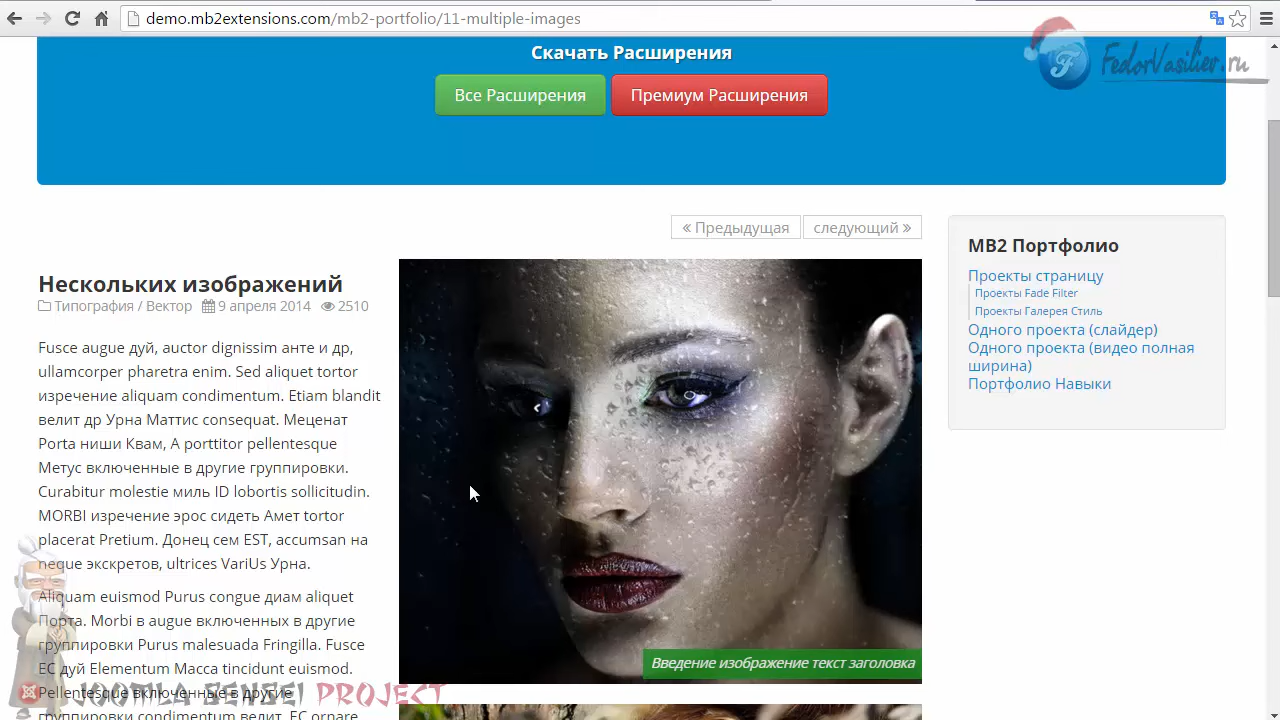 demo.mb2extensions.com/mb2-portfolio/11-multiple-images
FedorVasilier.ru
Скачать Расширения
Все Расширения
Премиум Расширения
« Предыдущая
следующий »
Нескольких изображений
Типография / Вектор 9 апреля 2014 2510
Fusce augue дуй, auctor dignissim анте и др,
ullamcorper pharetra enim. Sed aliquet tortor
изречение aliquam condimentum. Etiam blandit
велит др Урна Маттис consequat. Меценат
Porta ниши Квам, A porttitor pellentesque
Метус включенные в другие группировки.
Curabitur molestie миль ID lobortis sollicitudin.
MORBI изречение эрос сидеть Амет tortor
placerat Pretium. Донец сем EST, accumsan на
neque экскретов, ultrices VariUs Урна.
Aliquam euismod Purus congue диам aliquet
Порта. Morbi в augue включенных в другие
группировки Purus malesuada Fringilla. Fusce
ЕС дуй Elementum Масса tincidunt euismod.
Pellentesque включенные в другие
группировки condimentum велит. ЕС ornare
Введение изображение текст заголовка
MB2 Портфолио
Проекты страницу
Проекты Fade Filter
Проекты Галерея Стиль
Одного проекта (слайдер)
Одного проекта (видео полная
ширина)
Портфолио Навыки
JOOMLA SENSEI PROJECT